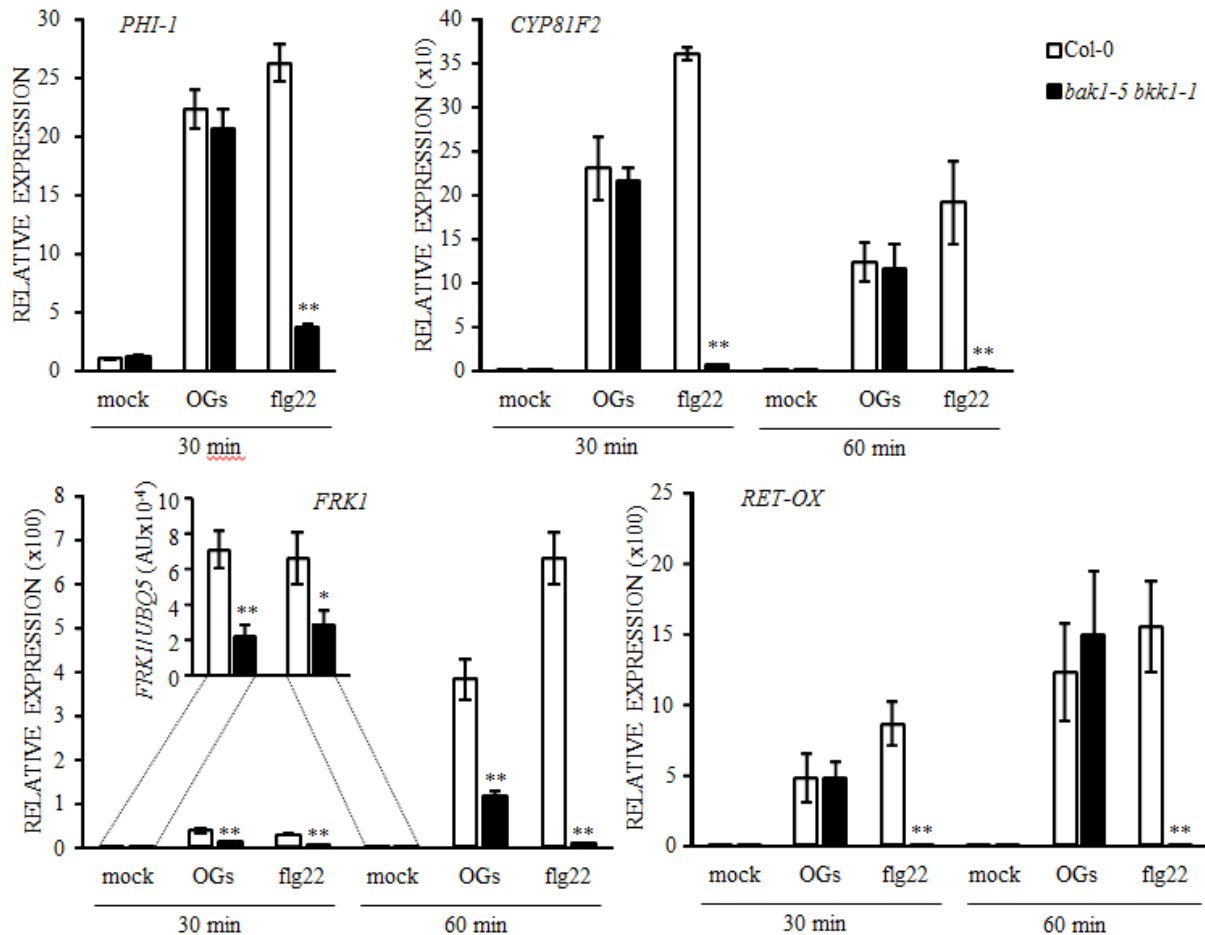 PHI-1
RELATIVE EXPRESSION
30
25
20
15
10
5
0
mock OGs flg22
30 min
CYP81F2
RELATIVE EXPRESSION (x10)
40
35
30
25
20
15
10
5
0
**
**
**
mock OGs flg22 mock OGs flg22
30 min 60 min
Col-0
bak1-5 bkk1-1
FRK1
RELATIVE EXPRESSION (x100)
8
7
6
5
4
3
2
1
0
FRK1/UBQ5 (AUx10⁻⁴)
10
8
6
4
2
0
** *
** ** ** **
mock OGs flg22 mock OGs flg22
30 min 60 min
RET-OX
RELATIVE EXPRESSION (x100)
25
20
15
10
5
0
** **
mock OGs flg22 mock OGs flg22
30 min 60 min